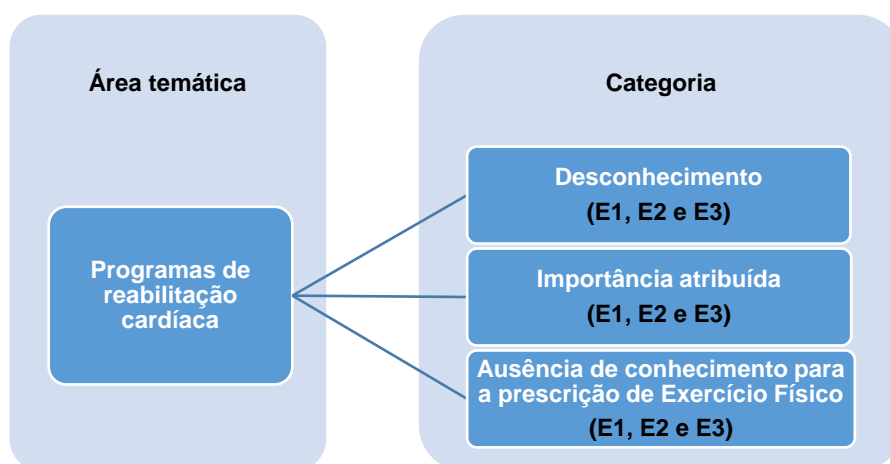 Área temática
Categoria
Programas de
reabilitação
cardíaca
Desconhecimento
(E1, E2 e E3)
Importância atribuída
(E1, E2 e E3)
Ausência de conhecimento para
a prescrição de Exercício Físico
(E1, E2 e E3)